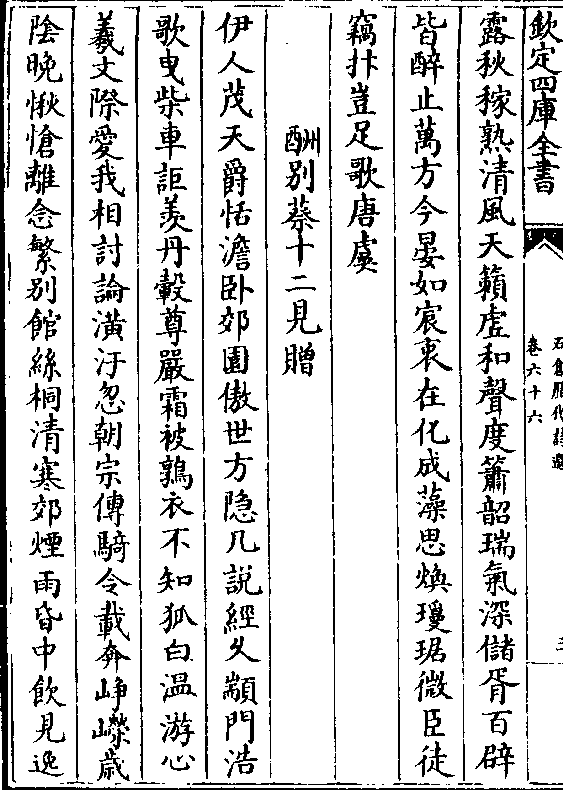 欽定四庫全書
石倉歷代詩選
卷六十六
三
露秋稼熟清風天籟虛和聲度簫韶瑞氣深儲胥百辟
皆醉止萬方今晏如宸衷在化成藻思煥瓊琚微臣徒
竊抃豈足歌唐虞
酬别蔡十二見贈
伊人茂天爵恬澹卧郊園傲世方隐几說經久顓門浩
歌曳柴車詎羨丹轂尊嚴霜被鶉衣不知狐白温游心
羲文際愛我相討論潢汙忽朝宗傳騎令載奔峥嶸歳
陰晚愀愴離念繁别館絲桐清寒郊煙雨昏中飲見逸